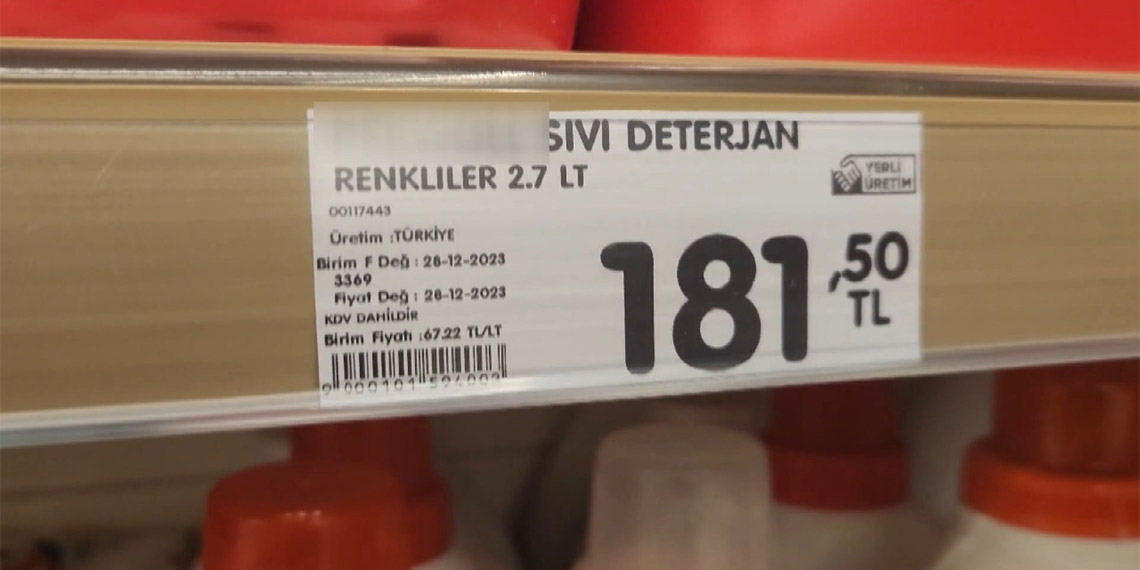 SIVI DETERJAN
RENKLILER 2.7 LT
YERLİ
ÜRETİM
00117443
Üretim :TÜRKİYE
Birim F Değ : 26-12-2023
3369
Fiyat Değ : 26-12-2023
KDV DAHİLDİR
Birim Fiyatı :67.22 TL/LT
181,50
TL